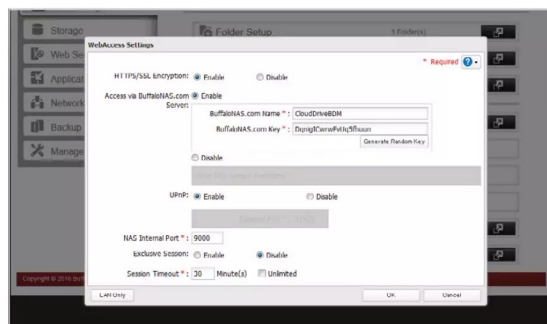 Storage
Folder Setup
1 Folder(s)
WebAccess Settings
* Required
Web Se
HTTPS/SSL Encryption: Enable Disable
Applicat
Access via BuffaloNAS.com Server: Enable
Network
BuffaloNAS.com Name * : CloudDriveBDM
Backup
BuffaloNAS.com Key * :
Generate Random Key
Manage
Disable
UPnP: Enable Disable
NAS Internal Port * : 9000
Exclusive Session: Enable Disable
Session Timeout * : 30 Minute(s) Unlimited
Copyright © 2016 Buff
LAN Only
OK
Cancel